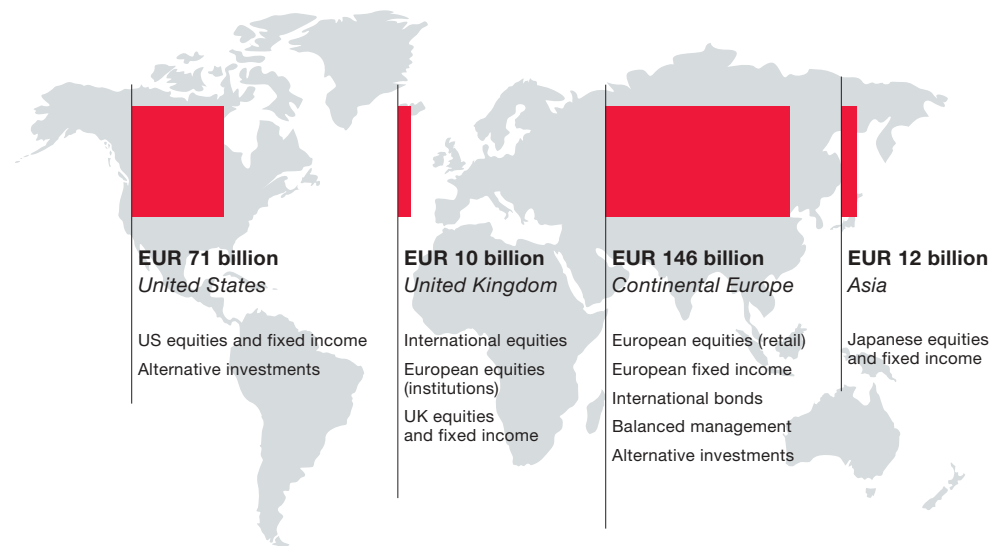 EUR 71 billion
United States
US equities and fixed income
Alternative investments
EUR 10 billion
United Kingdom
International equities
European equities
(institutions)
UK equities
and fixed income
EUR 146 billion
Continental Europe
European equities (retail)
European fixed income
International bonds
Balanced management
Alternative investments
EUR 12 billion
Asia
Japanese equities
and fixed income